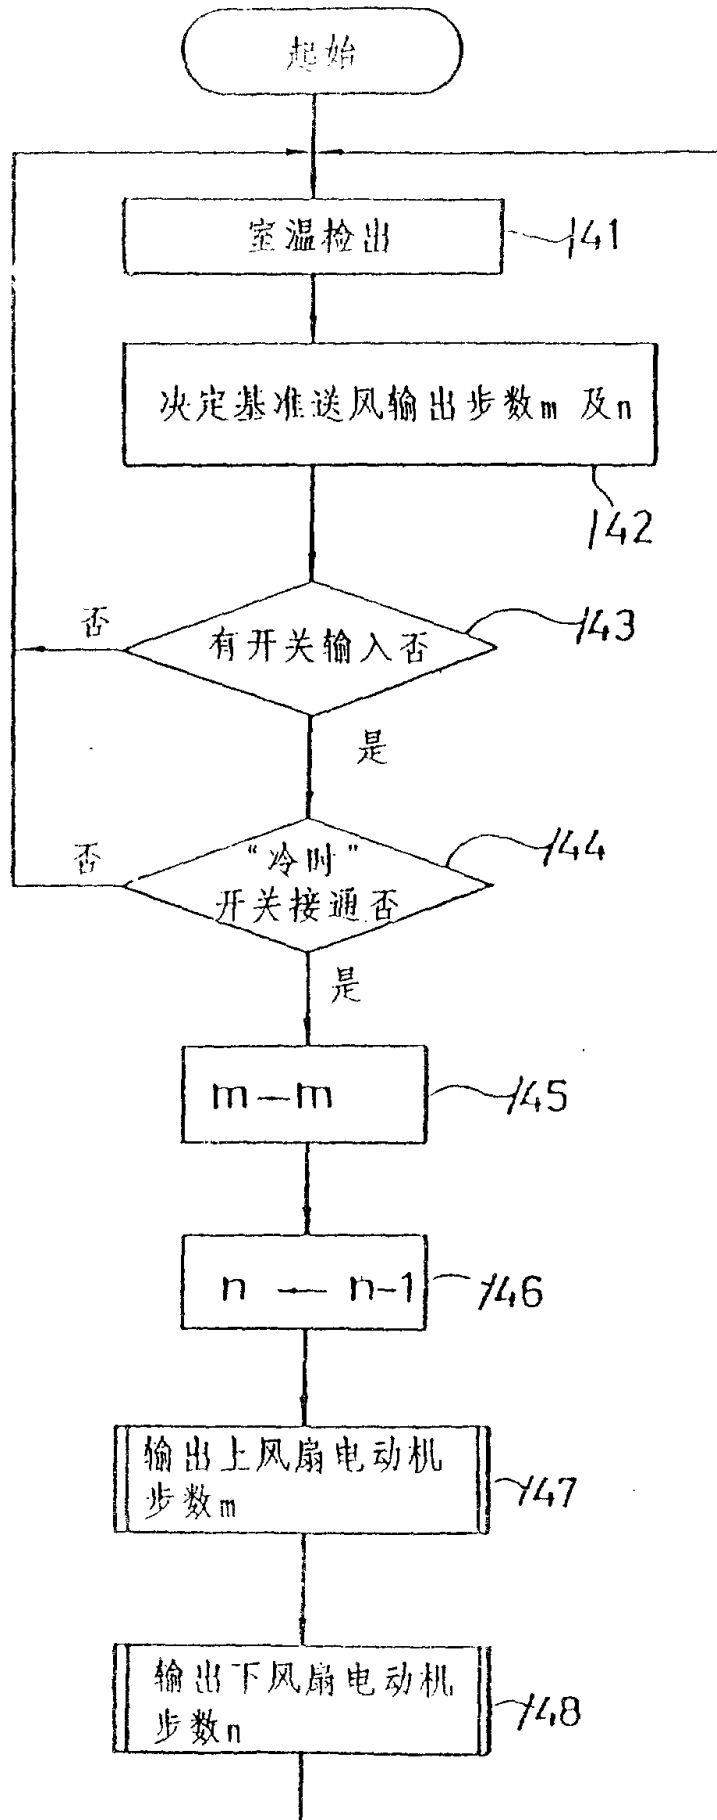 起始
室温检出
141
决定基准送风输出步数m 及n
142
否
有开关输入否
143
是
否
“冷时”
开关接通否
144
是
m—m
145
n ← n-1
146
输出上风扇电动机
步数m
147
输出下风扇电动机
步数n
148